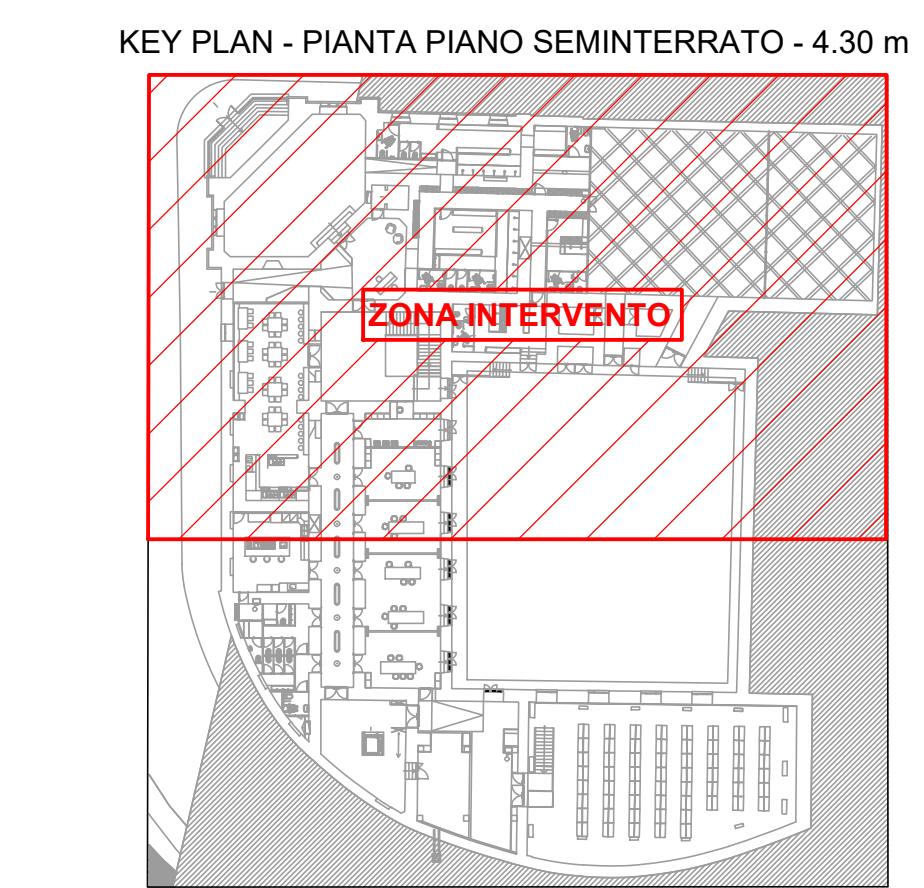 KEY PLAN - PIANTA PIANO SEMINTERRATO - 4.30 m
ZONA INTERVENTO